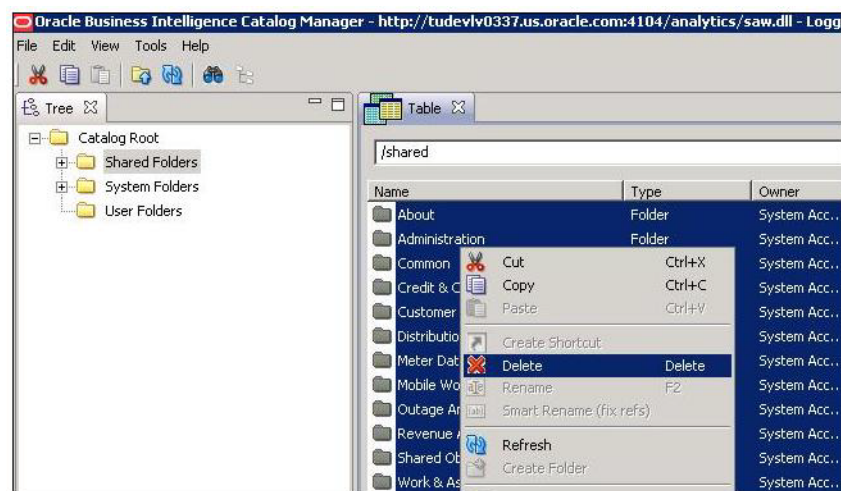 Oracle Business Intelligence Catalog Manager - http://tudevlv0337.us.oracle.com:4104/analytics/saw.dll - Logg
File Edit View Tools Help
Tree
Catalog Root
Shared Folders
System Folders
User Folders
Table
/shared
Name Type Owner
About Folder System Acc..
Administration Folder System Acc..
Common System Acc..
Credit & C System Acc..
Customer System Acc..
Distributio System Acc..
Meter Dat System Acc..
Mobile Wo System Acc..
Outage An System Acc..
Revenue A System Acc..
Shared Ob System Acc..
Work & As System Acc..
Cut Ctrl+X
Copy Ctrl+C
Paste Ctrl+V
Create Shortcut
Delete Delete
Rename F2
Smart Rename (fix refs)
Refresh
Create Folder